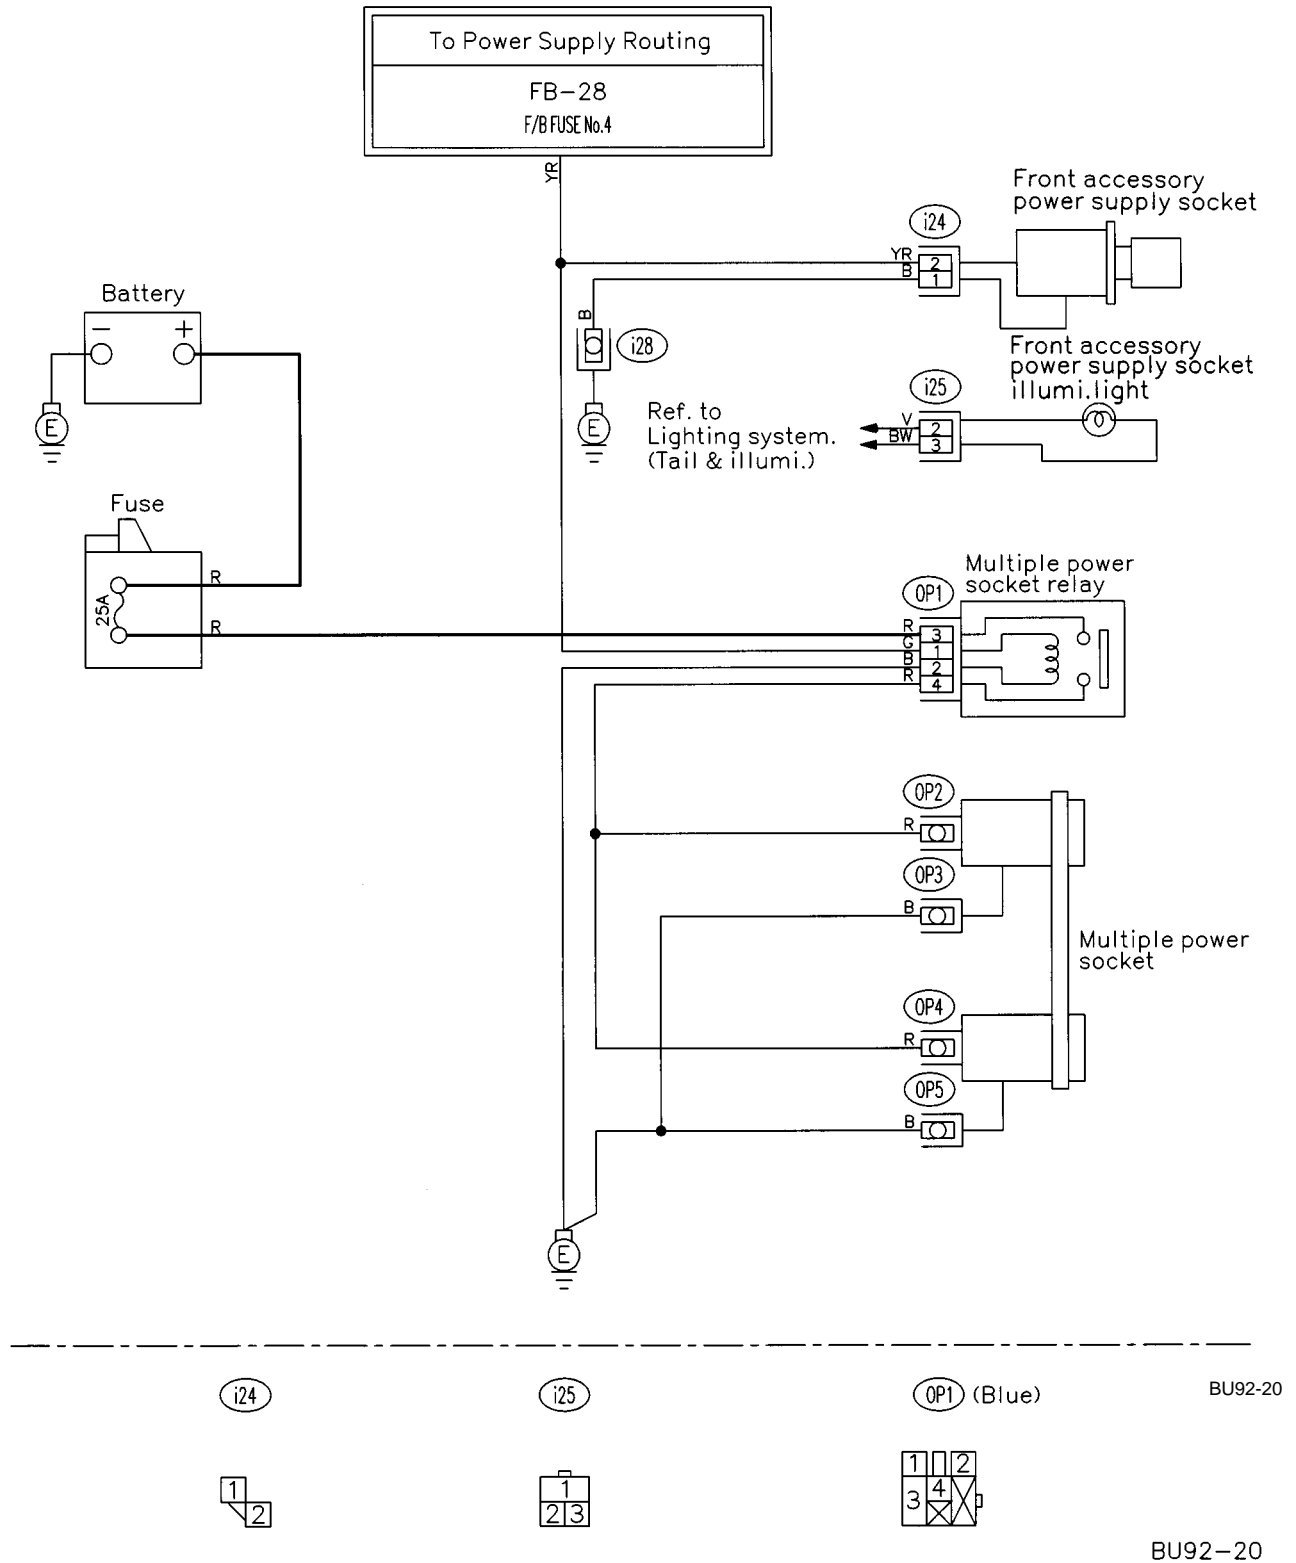 To Power Supply Routing
FB-28
F/B FUSE No.4
YR
Front accessory
power supply socket
i24
YR
2
B
1
Battery
- +
B
i28
E
E
Front accessory
power supply socket
illumi.light
i25
Ref. to
Lighting system.
(Tail & illumi.)
V
2
BW
3
Fuse
25A
R
R
Multiple power
socket relay
OP1
R
3
G
1
B
2
R
4
OP2
R
OP3
B
Multiple power
socket
OP4
R
OP5
B
E
i24
i25
OP1 (Blue)
BU92-20
1
2
1
2 3
1 2
3 4
BU92-20